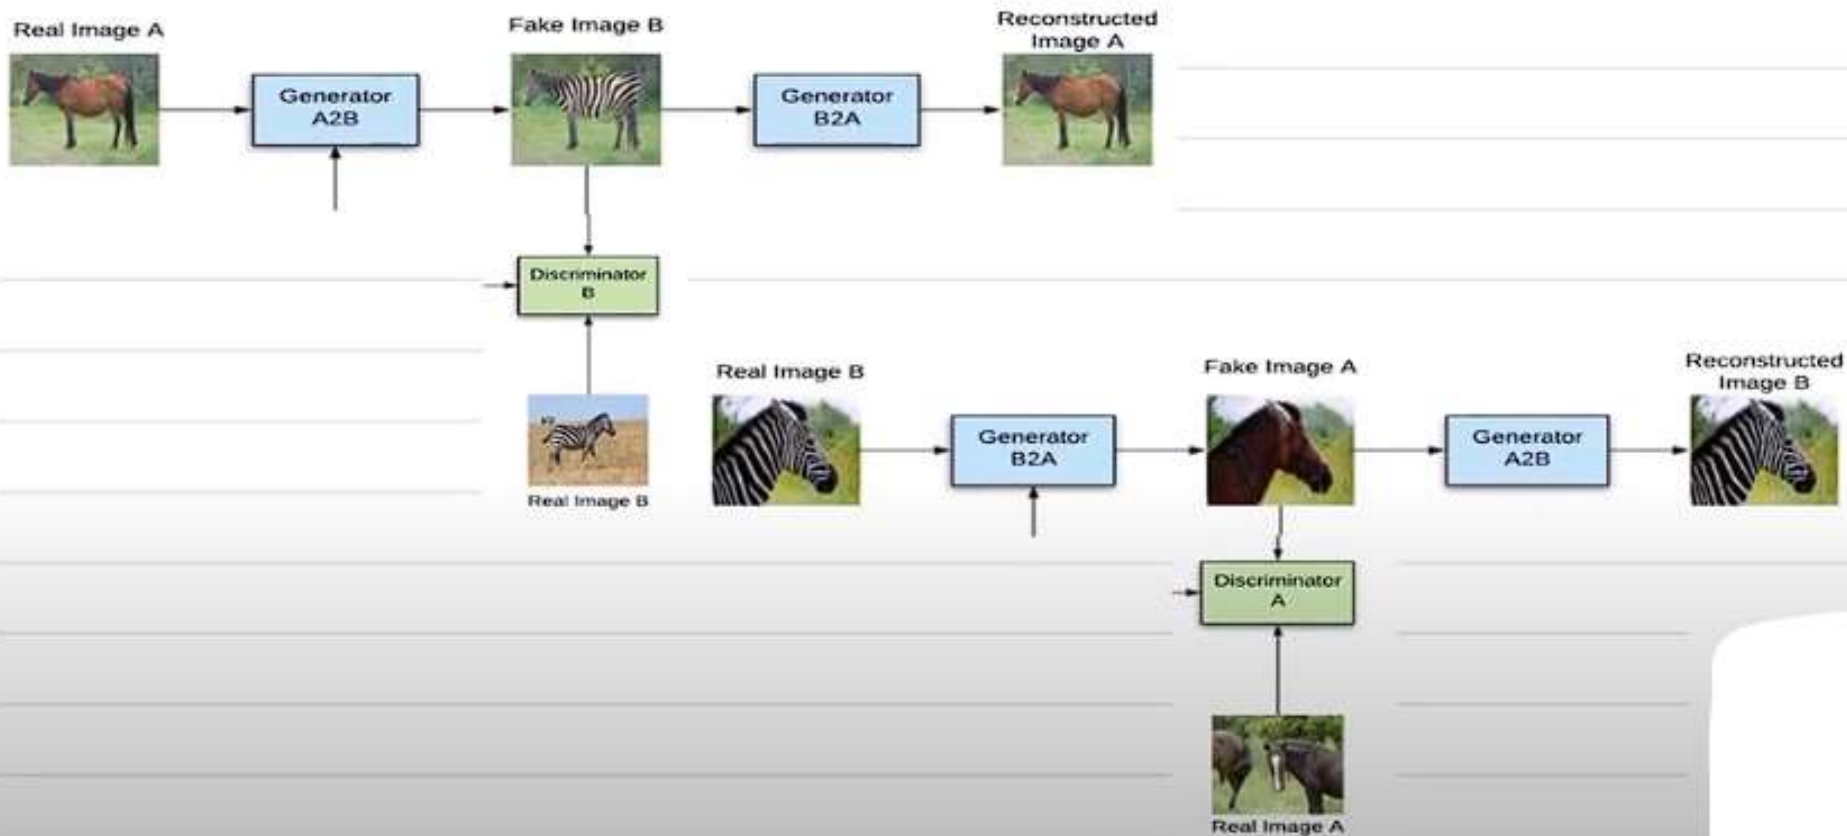 Real Image A
Fake Image B
Reconstructed
Image A
Generator
A2B
Generator
B2A
Discriminator
B
Real Image B
Real Image B
Fake Image A
Reconstructed
Image B
Generator
B2A
Generator
A2B
Discriminator
A
Real Image A